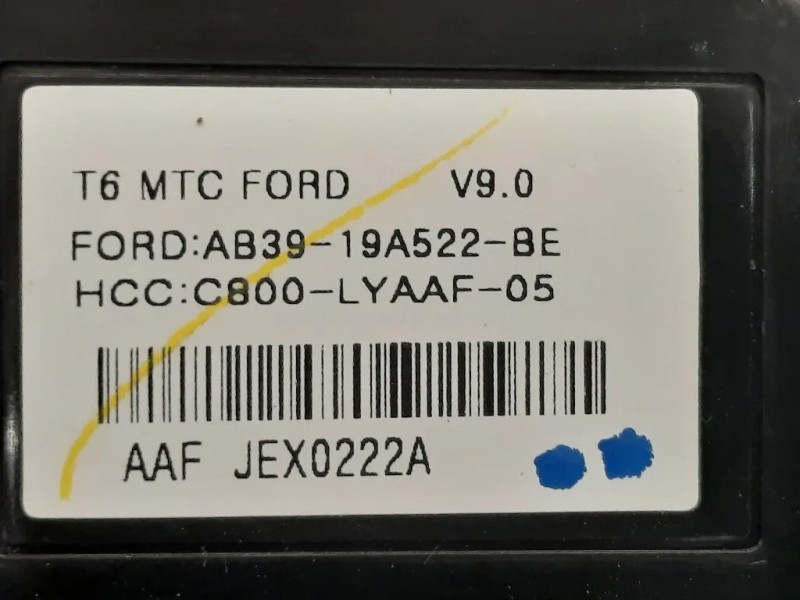 T6 MTC FORD V9.0
FORD:AB39-19A522-BE
HCC:C800-LYAAF-05
AAF JEX0222A